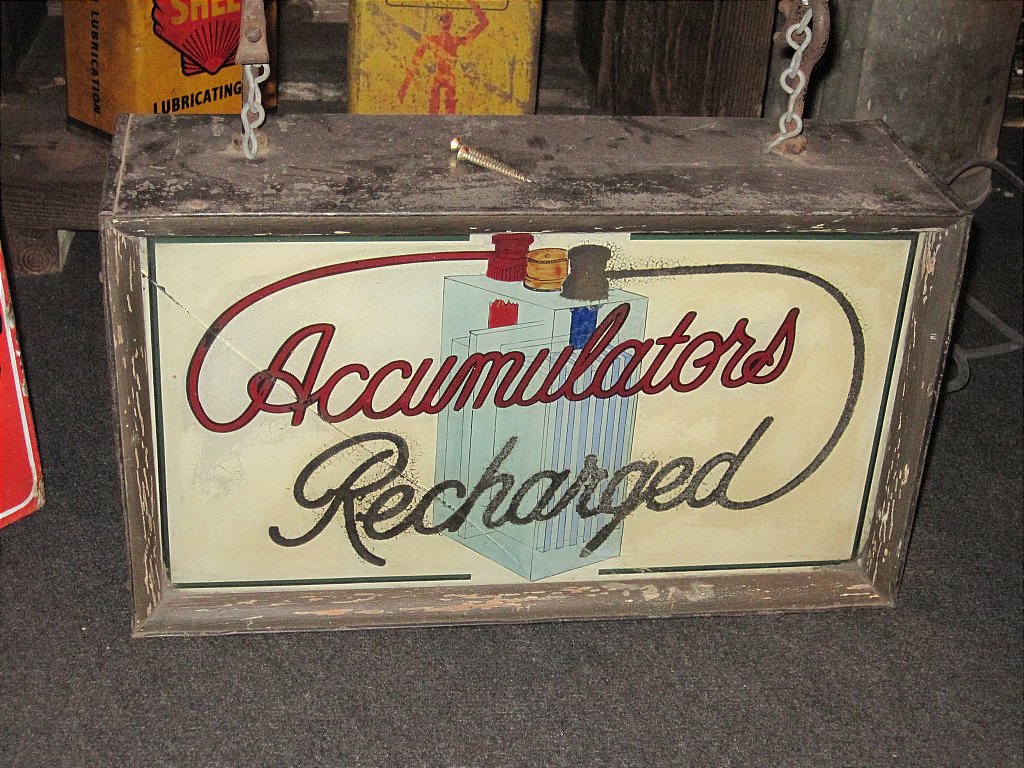 SHELL
LUBRICATION
LUBRICATING
Accumulators
Recharged